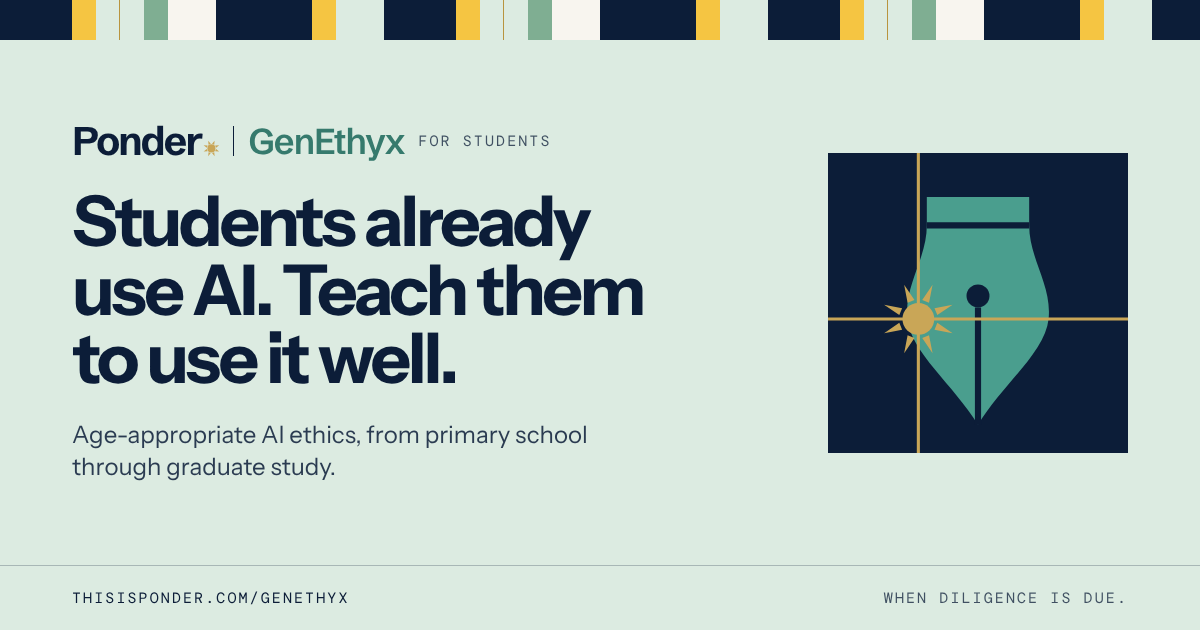 Ponder
GenEthyx FOR STUDENTS
Students already
use AI. Teach them
to use it well.
Age-appropriate AI ethics, from primary school
through graduate study.
THISISPONDER.COM/GENETHYX
WHEN DILIGENCE IS DUE.